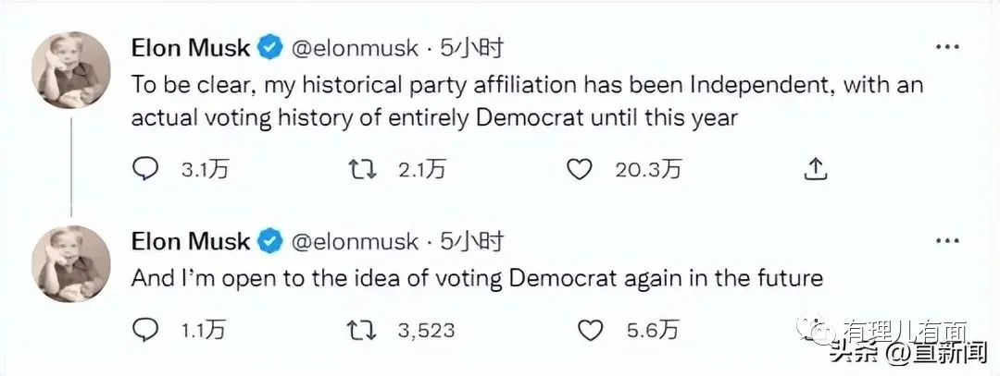 Elon Musk @elonmusk · 5小时
To be clear, my historical party affiliation has been Independent, with an
actual voting history of entirely Democrat until this year
3.1万 2.1万 20.3万
Elon Musk @elonmusk · 5小时
And I’m open to the idea of voting Democrat again in the future
1.1万 3,523 5.6万
有理儿有面
头条 @直新闻